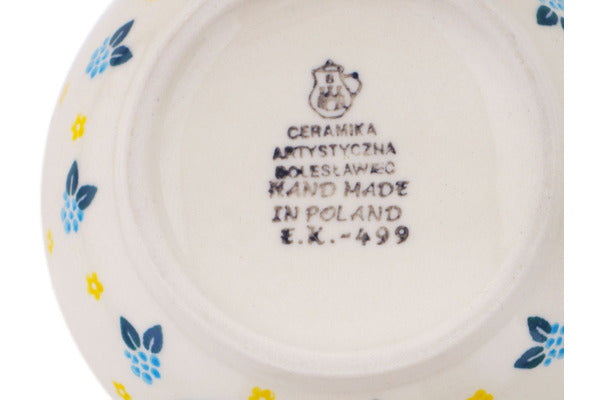 B
CERAMIKA
ARTYSTYCZNA
BOLESŁAWIEC
HAND MADE
IN POLAND
E.K.-499